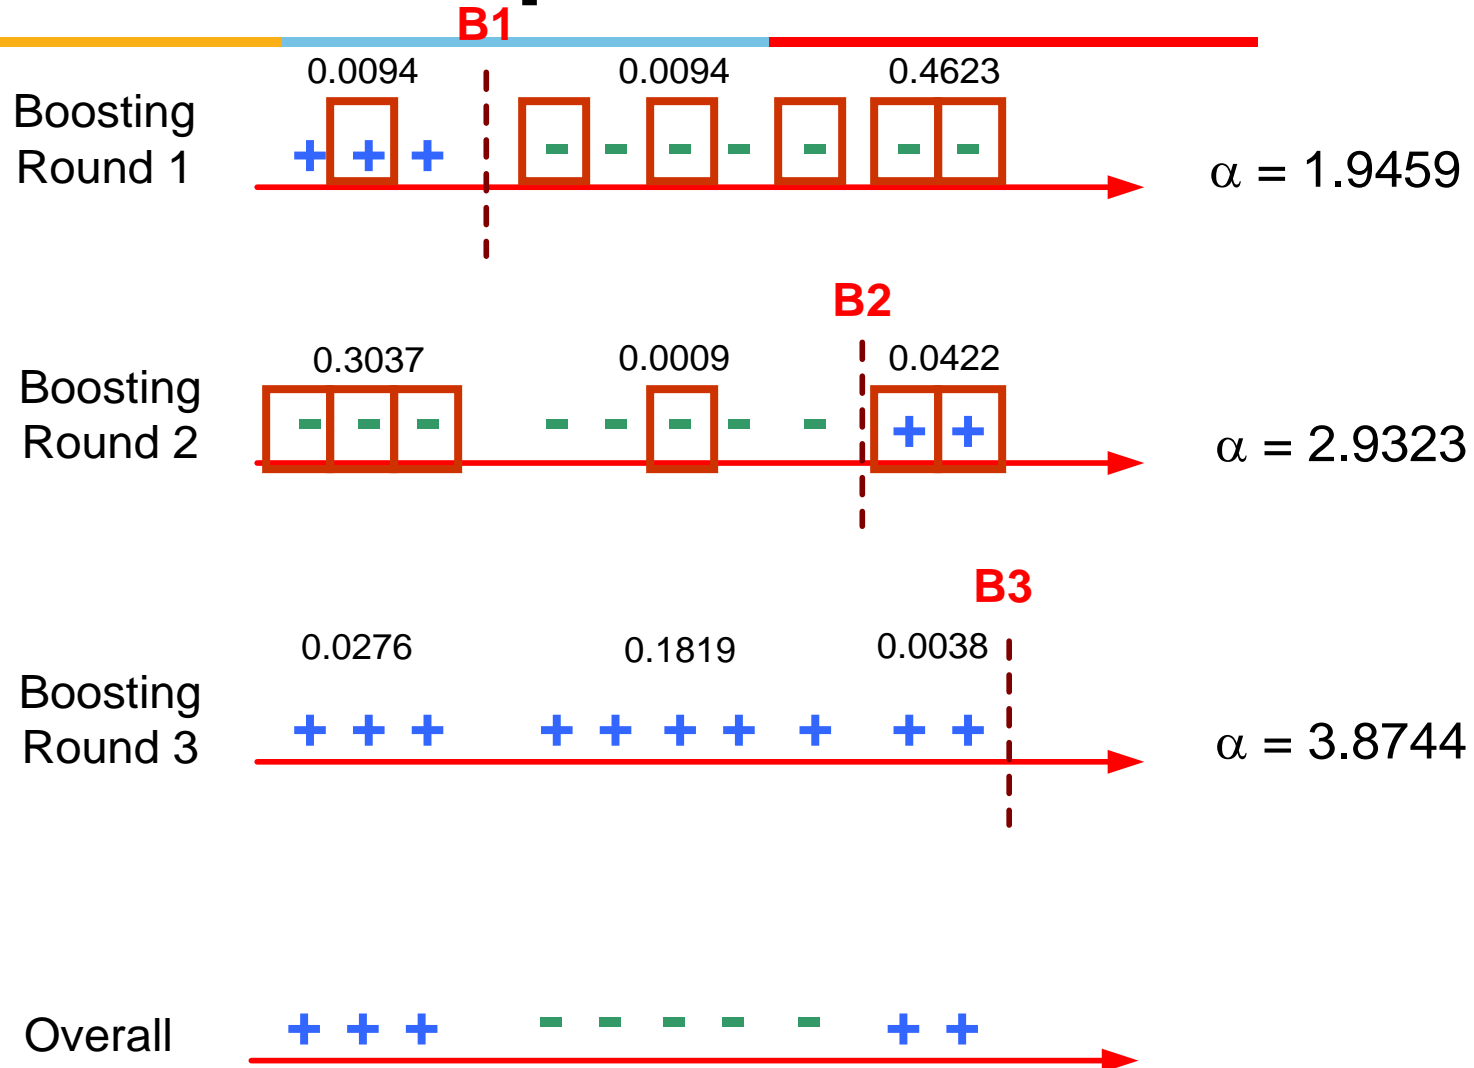 B1
0.0094 0.0094 0.4623
Boosting
Round 1
+ + + - - - - - - -
α = 1.9459
B2
0.3037 0.0009 0.0422
Boosting
Round 2
- - - - - - - - + +
α = 2.9323
B3
0.0276 0.1819 0.0038
Boosting
Round 3
+ + + + + + + + + +
α = 3.8744
Overall
+ + + - - - - - + +